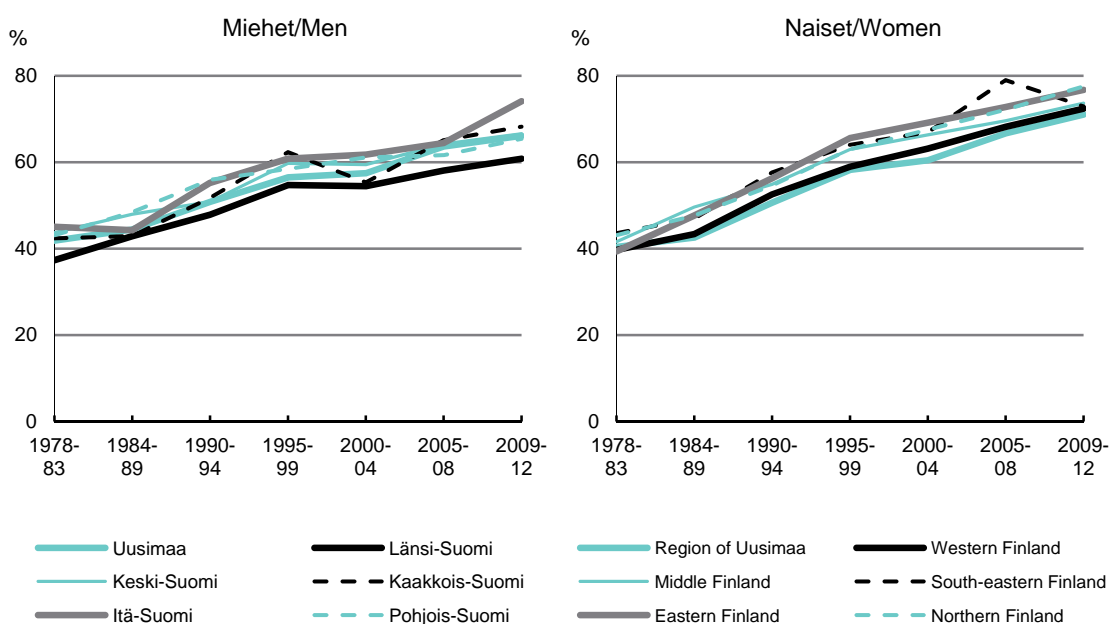 Miehet/Men
%
80
60
40
20
0
1978-
83
1984-
89
1990-
94
1995-
99
2000-
04
2005-
08
2009-
12
Naiset/Women
%
80
60
40
20
0
1978-
83
1984-
89
1990-
94
1995-
99
2000-
04
2005-
08
2009-
12
Uusimaa
Länsi-Suomi
Keski-Suomi
Kaakkois-Suomi
Itä-Suomi
Pohjois-Suomi
Region of Uusimaa
Western Finland
Middle Finland
South-eastern Finland
Eastern Finland
Northern Finland